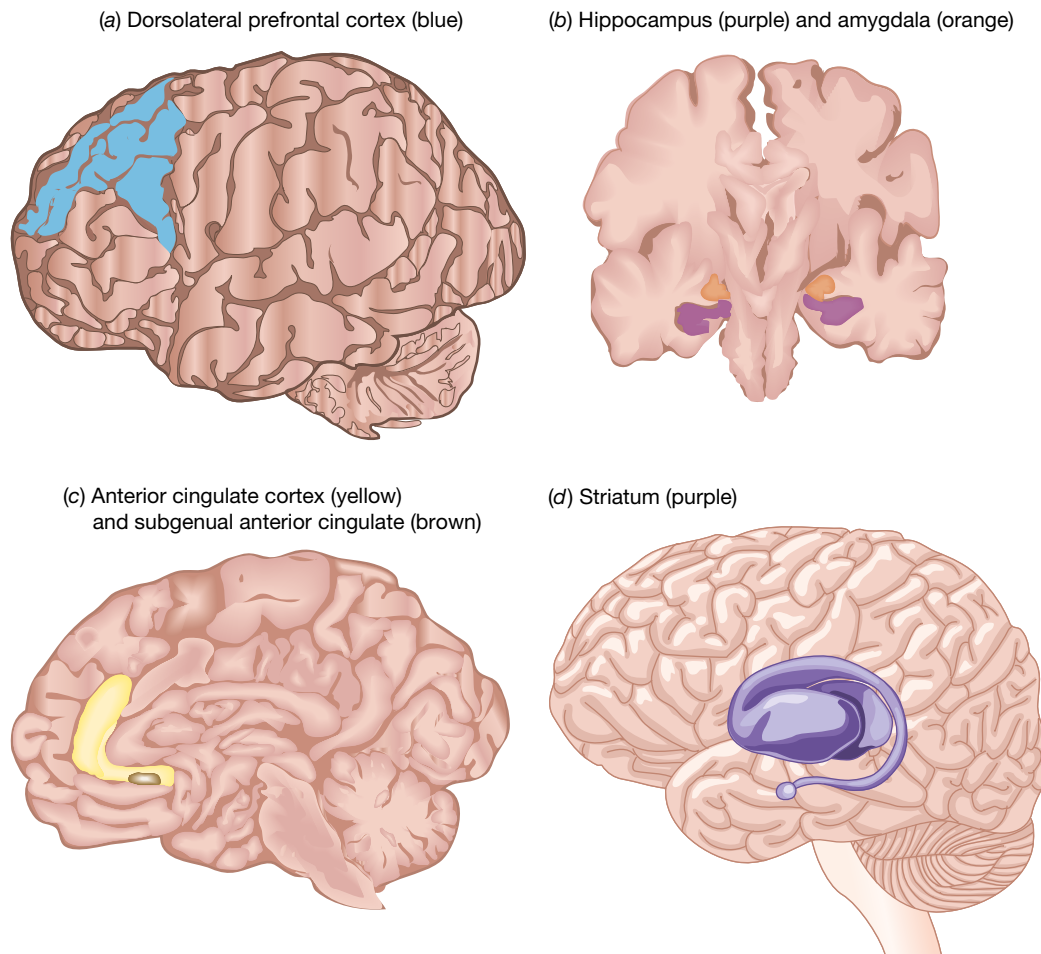 (a) Dorsolateral prefrontal cortex (blue)
(b) Hippocampus (purple) and amygdala (orange)
(c) Anterior cingulate cortex (yellow)
and subgenual anterior cingulate (brown)
(d) Striatum (purple)